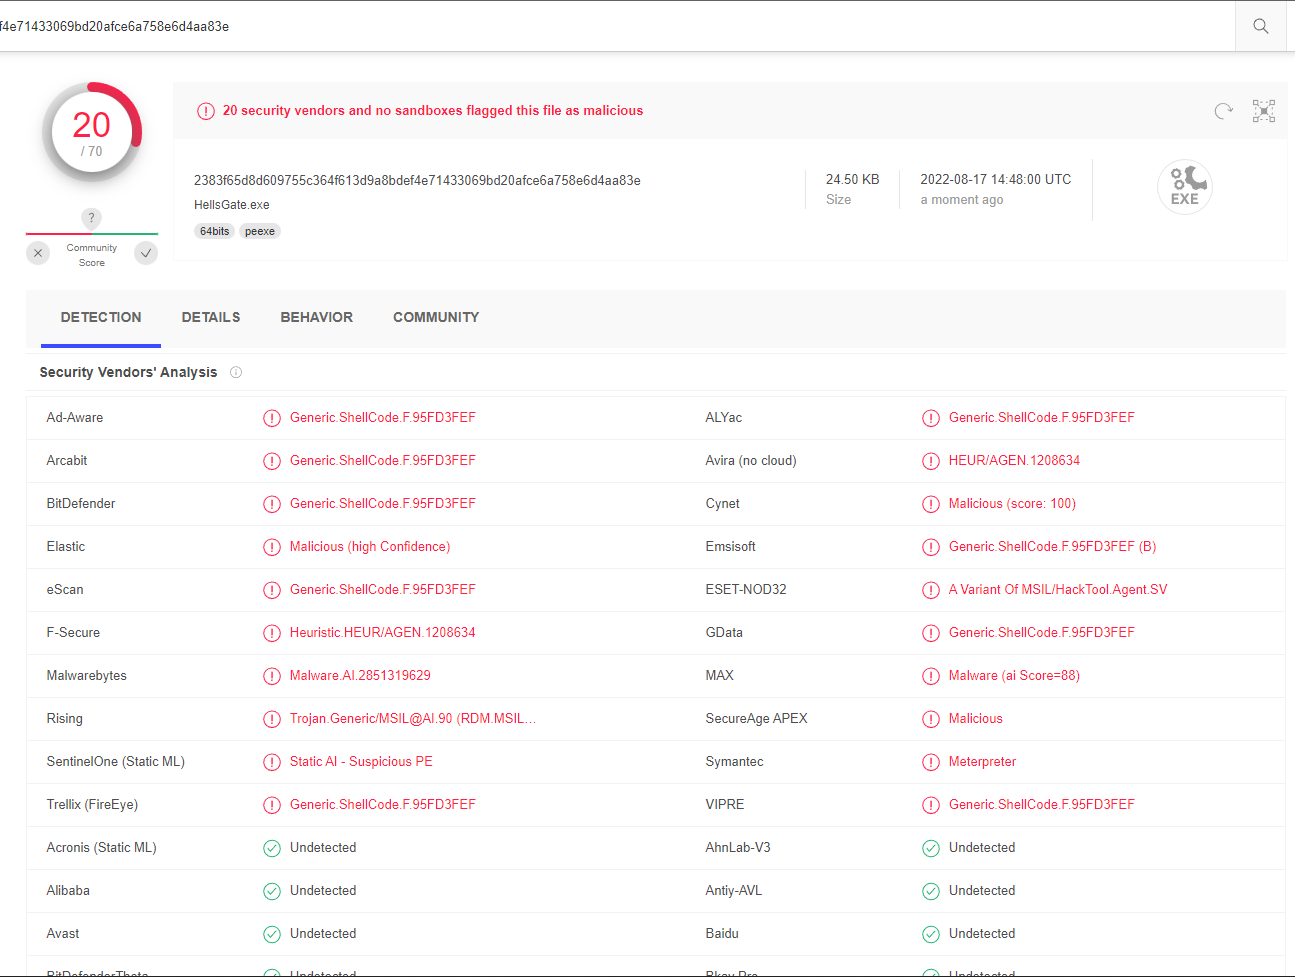 f4e71433069bd20afce6a758e6d4aa83e
20
/ 70
?
Community
Score
20 security vendors and no sandboxes flagged this file as malicious
2383f65d8d609755c364f613d9a8bdef4e71433069bd20afce6a758e6d4aa83e
HellsGate.exe
64bits peexe
24.50 KB
Size
2022-08-17 14:48:00 UTC
a moment ago
EXE
DETECTION DETAILS BEHAVIOR COMMUNITY
Security Vendors' Analysis
Ad-Aware Generic.ShellCode.F.95FD3FEF ALYac Generic.ShellCode.F.95FD3FEF
Arcabit Generic.ShellCode.F.95FD3FEF Avira (no cloud) HEUR/AGEN.1208634
BitDefender Generic.ShellCode.F.95FD3FEF Cynet Malicious (score: 100)
Elastic Malicious (high Confidence) Emsisoft Generic.ShellCode.F.95FD3FEF (B)
eScan Generic.ShellCode.F.95FD3FEF ESET-NOD32 A Variant Of MSIL/HackTool.Agent.SV
F-Secure Heuristic.HEUR/AGEN.1208634 GData Generic.ShellCode.F.95FD3FEF
Malwarebytes Malware.AI.2851319629 MAX Malware (ai Score=88)
Rising Trojan.Generic/MSIL@AI.90 (RDM.MSIL... SecureAge APEX Malicious
SentinelOne (Static ML) Static AI - Suspicious PE Symantec Meterpreter
Trellix (FireEye) Generic.ShellCode.F.95FD3FEF VIPRE Generic.ShellCode.F.95FD3FEF
Acronis (Static ML) Undetected AhnLab-V3 Undetected
Alibaba Undetected Antiy-AVL Undetected
Avast Undetected Baidu Undetected
BitDefenderTheta Undetected Bkav Pro Undetected